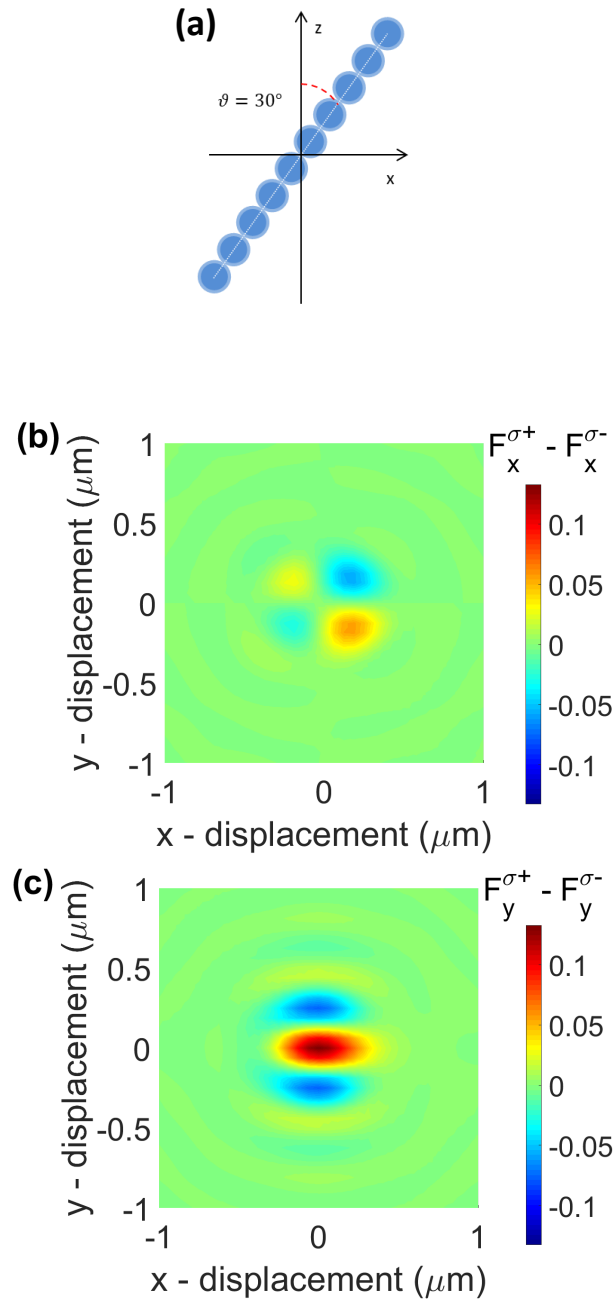 (a)
z
ϑ = 30°
x
(b)
F_x^{σ+} - F_x^{σ-}
y - displacement (μm)
1
0.5
0
-0.5
-1
-1
0
1
x - displacement (μm)
0.1
0.05
0
-0.05
-0.1
(c)
F_y^{σ+} - F_y^{σ-}
y - displacement (μm)
1
0.5
0
-0.5
-1
-1
0
1
x - displacement (μm)
0.1
0.05
0
-0.05
-0.1